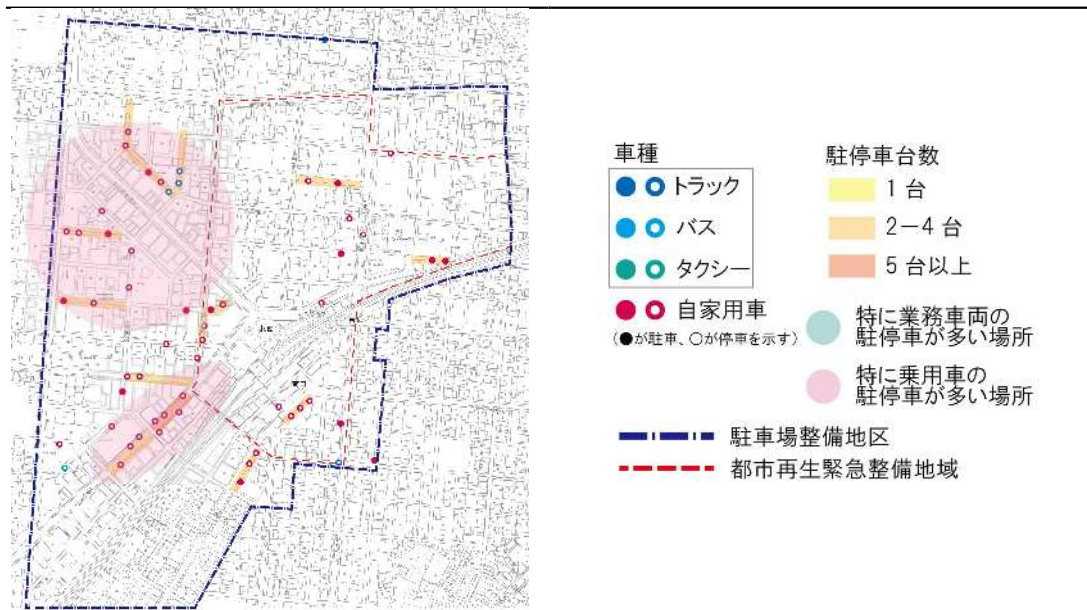 車種
トラック
バス
タクシー
自家用車
(●が駐車、○が停車を示す)
駐停車台数
1台
2－4台
5台以上
特に業務車両の
駐停車が多い場所
特に乗用車の
駐停車が多い場所
駐車場整備地区
都市再生緊急整備地域